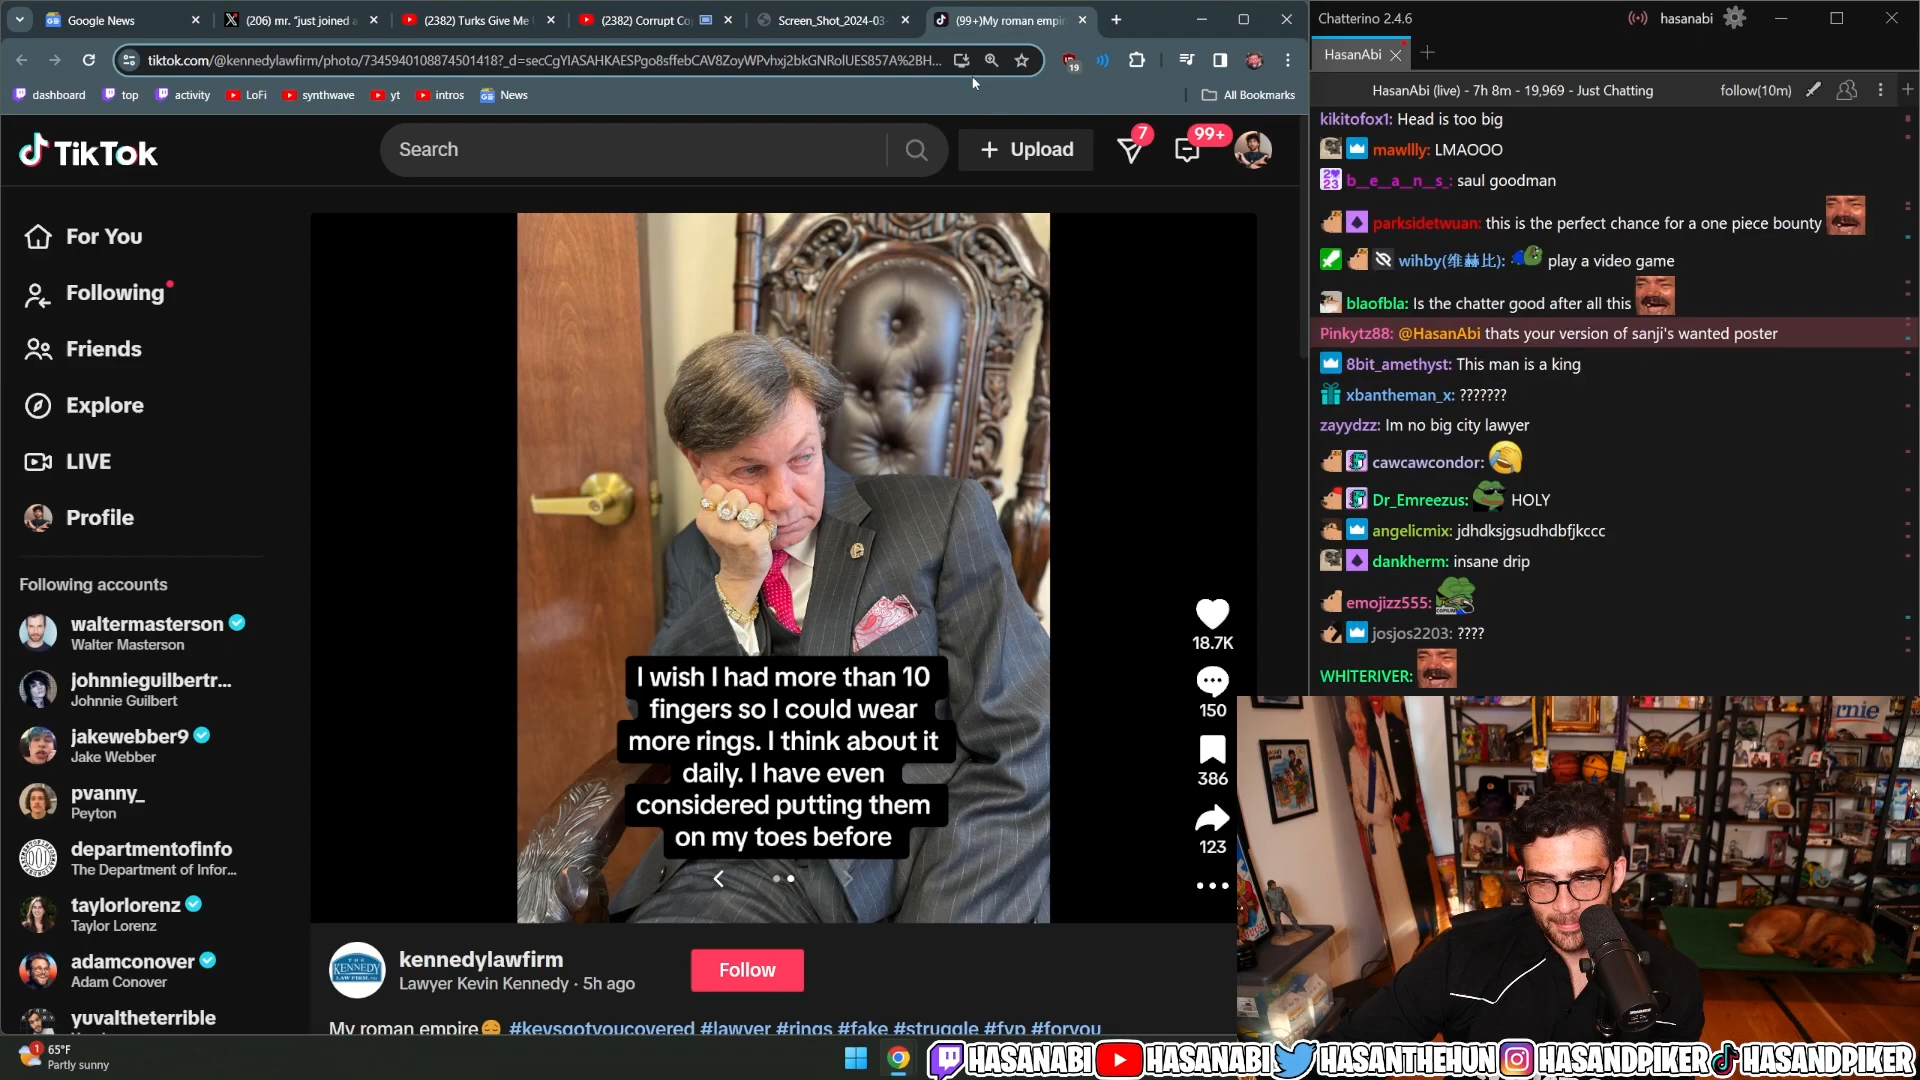 Google News
(206) mr. "just joined a
(2382) Turks Give Me
(2382) Corrupt Co
Screen_Shot_2024-03-
(99+)My roman empi
tiktok.com/@kennedylawfirm/photo/7345940108874501418?_d=secCgYIASAHKAESPgo8sffebCAV8ZoyWPvhxj2bkGNRolUES857A%2BH...
19
dashboard
top
activity
LoFi
synthwave
yt
intros
News
All Bookmarks
TikTok
Search
Upload
7
99+
For You
Following
Friends
Explore
LIVE
Profile
Following accounts
waltermasterson
Walter Masterson
johnnieguilbertr...
Johnnie Guilbert
jakewebber9
Jake Webber
pvanny_
Peyton
departmentofinfo
The Department of Infor...
taylorlorenz
Taylor Lorenz
adamconover
Adam Conover
yuvaltheterrible
I wish I had more than 10
fingers so I could wear
more rings. I think about it
daily. I have even
considered putting them
on my toes before
18.7K
150
386
123
THE
KENNEDY
LAW FIRM
kennedylawfirm
Lawyer Kevin Kennedy · 5h ago
Follow
My roman empire #keysgotyoucovered #lawyer #rings #fake #struggle #fyp #foryou
Chatterino 2.4.6
hasanabi
HasanAbi
HasanAbi (live) - 7h 8m - 19,969 - Just Chatting
follow(10m)
kikitofox1: Head is too big
mawllly: LMAOOO
b__e__a__n__s_: saul goodman
parksidetwuan: this is the perfect chance for a one piece bounty
wihby(维赫比): play a video game
blaofbla: Is the chatter good after all this
Pinkytz88: @HasanAbi thats your version of sanji's wanted poster
8bit_amethyst: This man is a king
xbantheman_x: ???????
zayydzz: Im no big city lawyer
cawcawcondor:
Dr_Emreezus: HOLY
angelicmix: jdhdksjgsudhdbfjkccc
dankherm: insane drip
emojizz555:
josjos2203: ????
WHITERIVER:
rnie
1
65°F
Partly sunny
HASANABI
HASANABI
HASANTHEHUN
HASANDPIKER
HASANDPIKER